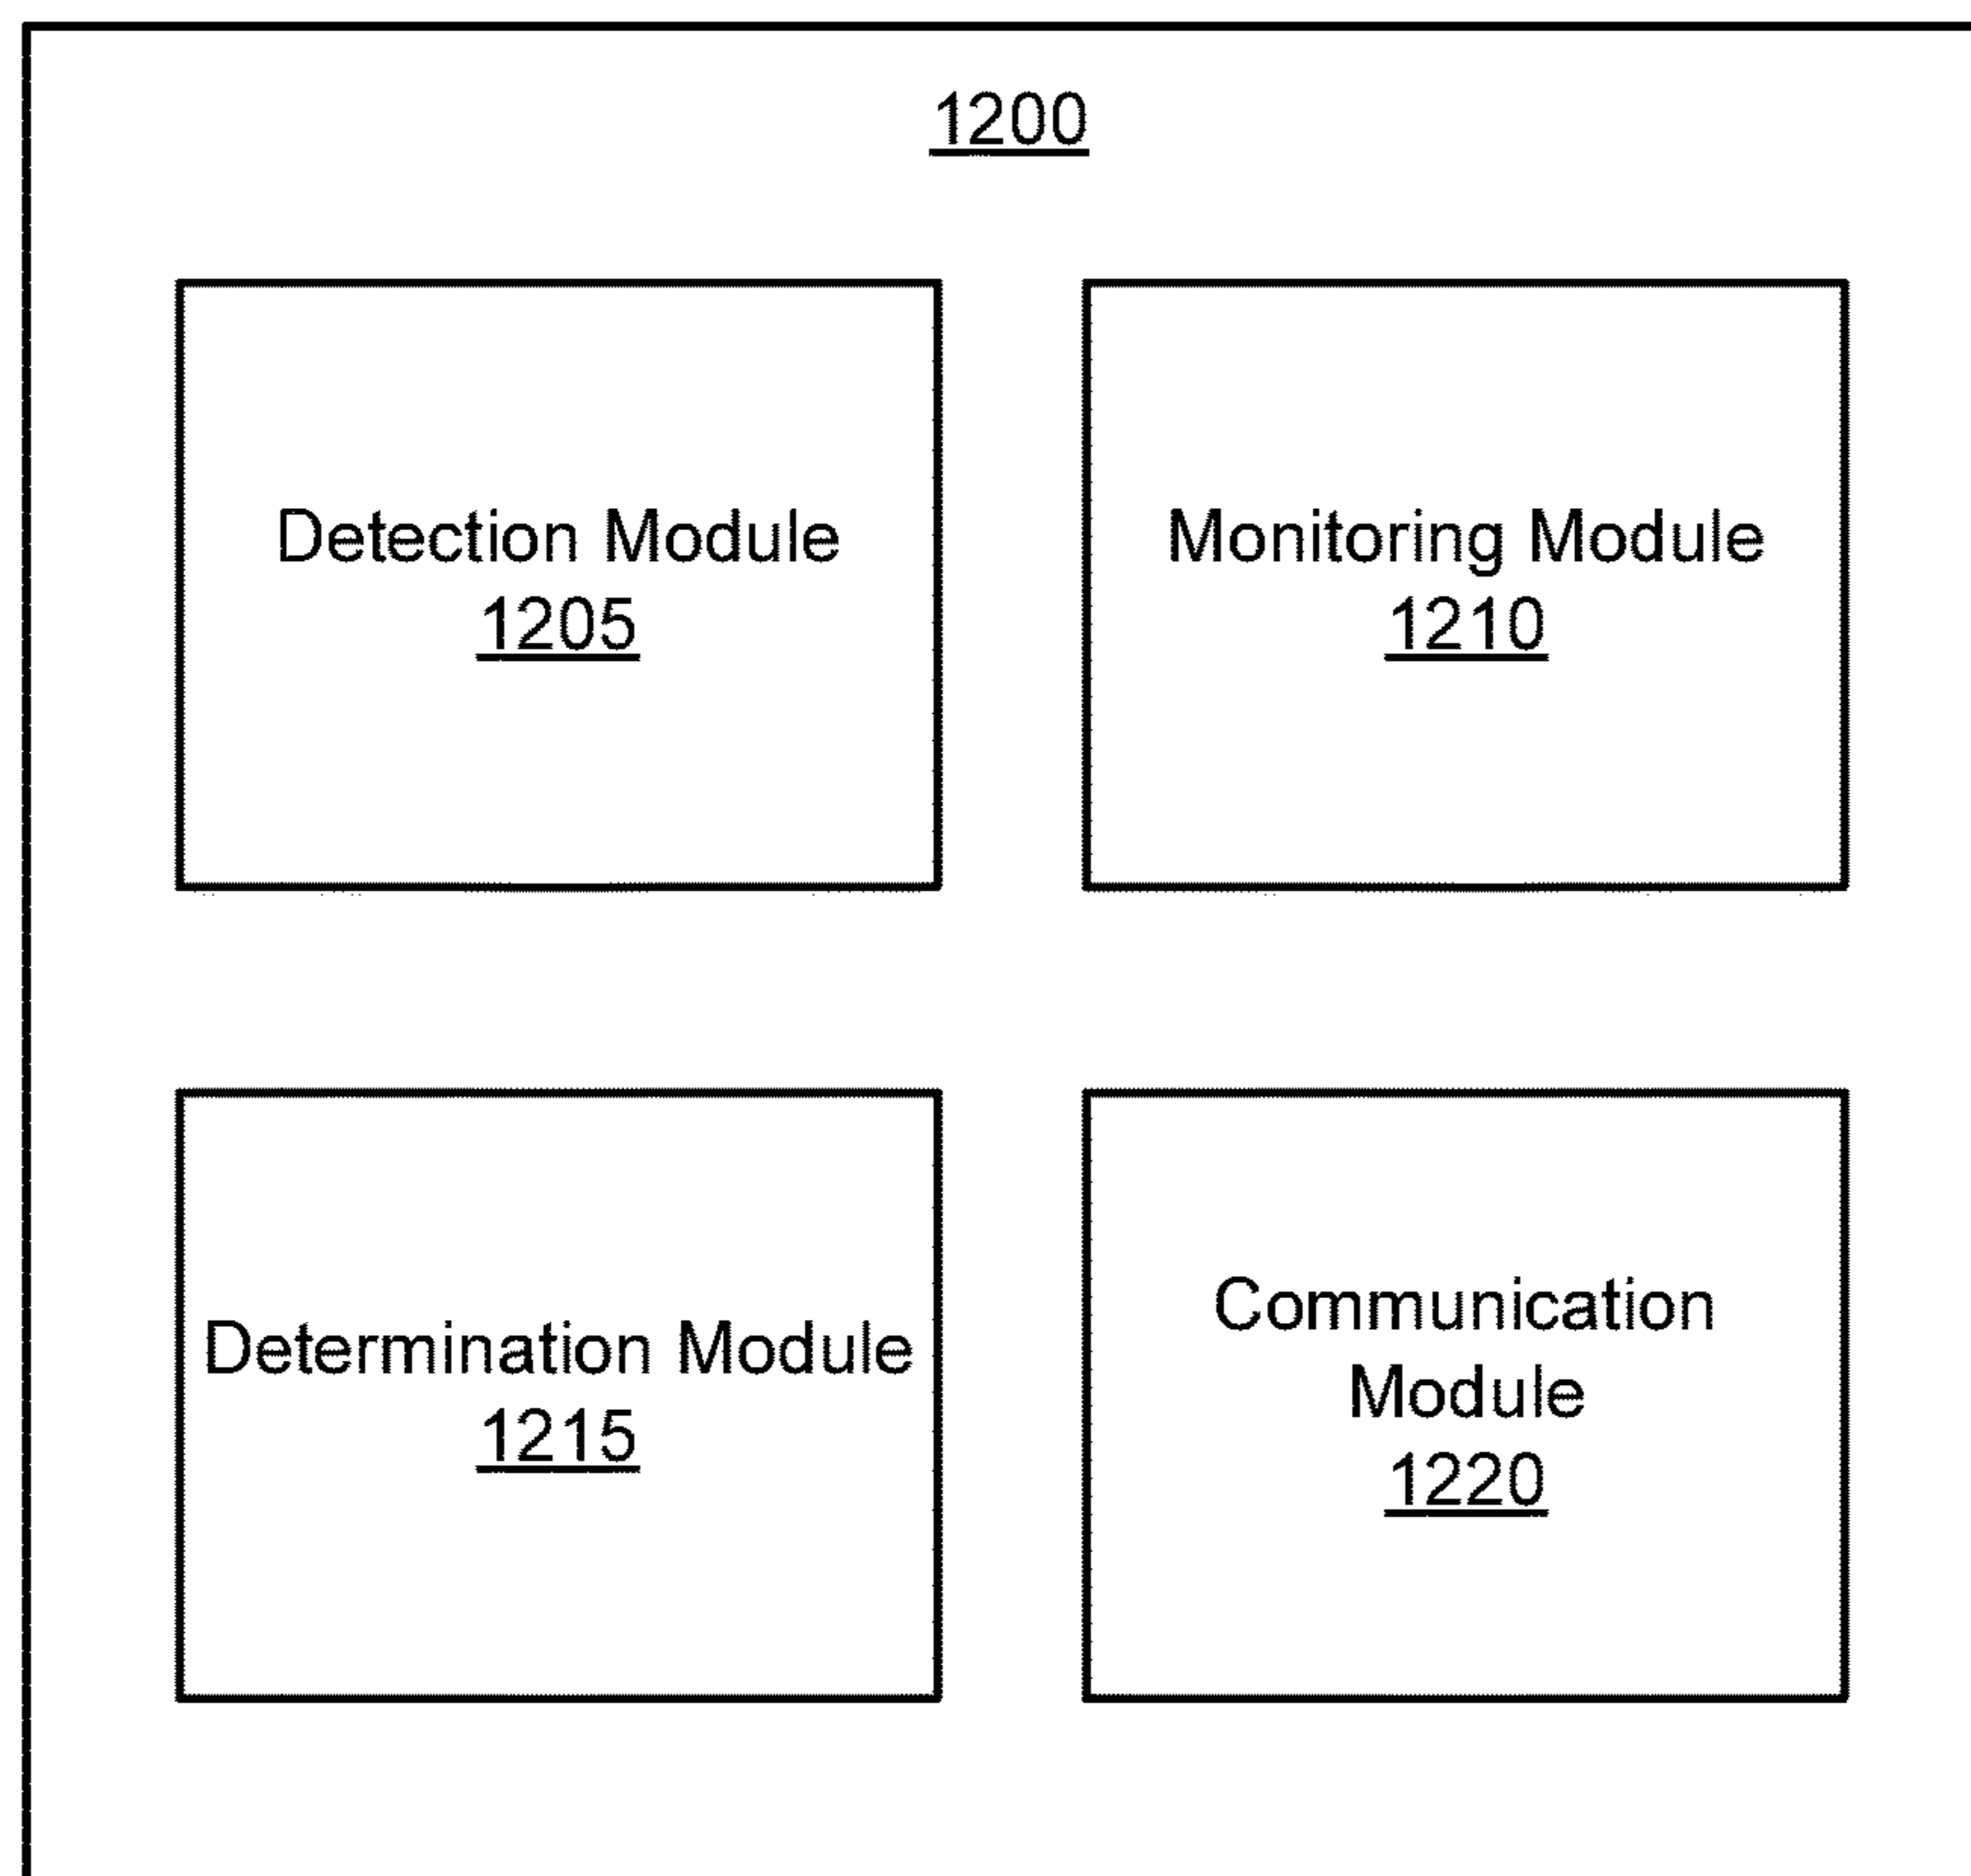 1200
Detection Module
1205
Monitoring Module
1210
Determination Module
1215
Communication
Module
1220